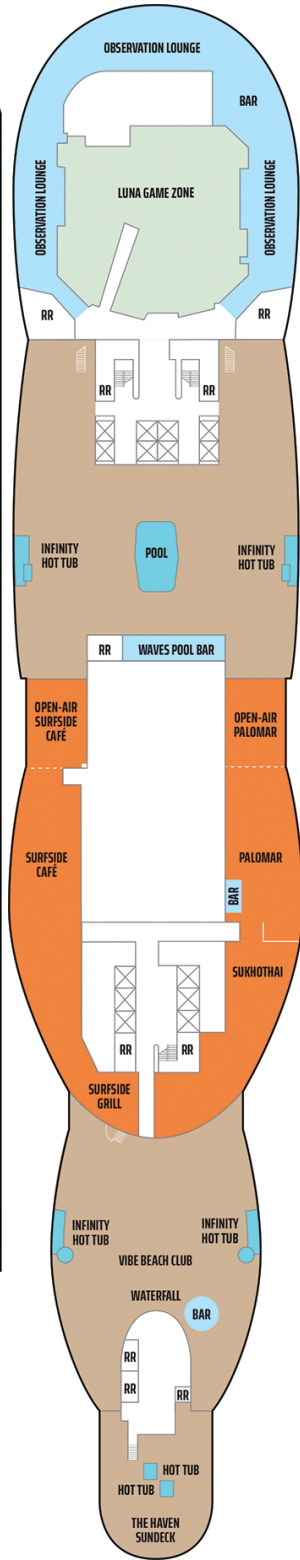 OBSERVATION LOUNGE
BAR
OBSERVATION LOUNGE
LUNA GAME ZONE
OBSERVATION LOUNGE
RR
RR
RR
RR
INFINITY
HOT TUB
POOL
INFINITY
HOT TUB
RR
WAVES POOL BAR
OPEN-AIR
SURFSIDE
CAFÉ
OPEN-AIR
PALOMAR
SURFSIDE
CAFÉ
PALOMAR
BAR
SUKHOTHAI
RR
RR
SURFSIDE
GRILL
INFINITY
HOT TUB
INFINITY
HOT TUB
VIBE BEACH CLUB
WATERFALL
BAR
RR
RR
RR
HOT TUB
HOT TUB
THE HAVEN
SUNDECK